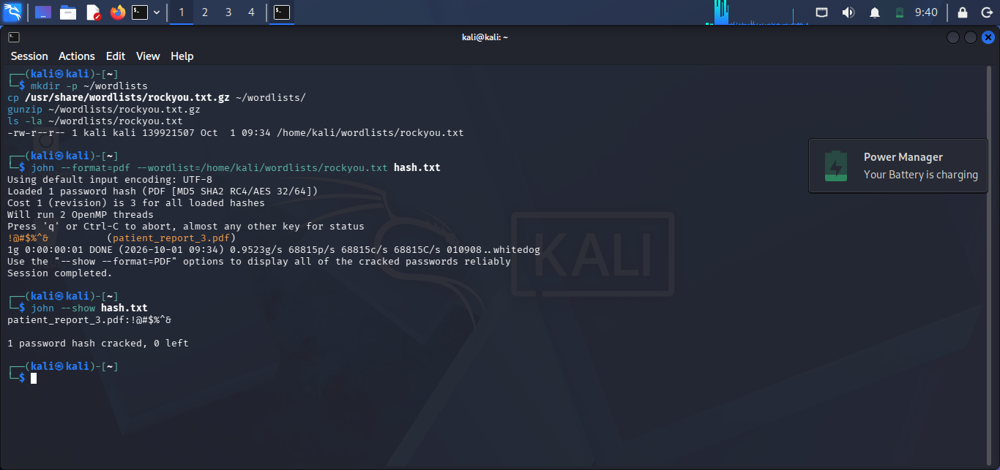 1 2 3 4 9:40
kali@kali: ~
Session Actions Edit View Help
┌──(kali㉿kali)-[~]
└─$ mkdir -p ~/wordlists
cp /usr/share/wordlists/rockyou.txt.gz ~/wordlists/
gunzip ~/wordlists/rockyou.txt.gz
ls -la ~/wordlists/rockyou.txt
-rw-r--r-- 1 kali kali 139921507 Oct  1 09:34 /home/kali/wordlists/rockyou.txt
┌──(kali㉿kali)-[~]
└─$ john --format=pdf --wordlist=/home/kali/wordlists/rockyou.txt hash.txt
Using default input encoding: UTF-8
Loaded 1 password hash (PDF [MD5 SHA2 RC4/AES 32/64])
Cost 1 (revision) is 3 for all loaded hashes
Will run 2 OpenMP threads
Press 'q' or Ctrl-C to abort, almost any other key for status
!@#$%^&          (patient_report_3.pdf)
1g 0:00:00:01 DONE (2026-10-01 09:34) 0.9523g/s 68815p/s 68815c/s 68815C/s 010908..whitedog
Use the "--show --format=PDF" options to display all of the cracked passwords reliably
Session completed.
┌──(kali㉿kali)-[~]
└─$ john --show hash.txt
patient_report_3.pdf:!@#$%^&
1 password hash cracked, 0 left
┌──(kali㉿kali)-[~]
└─$
Power Manager
Your Battery is charging
KALI